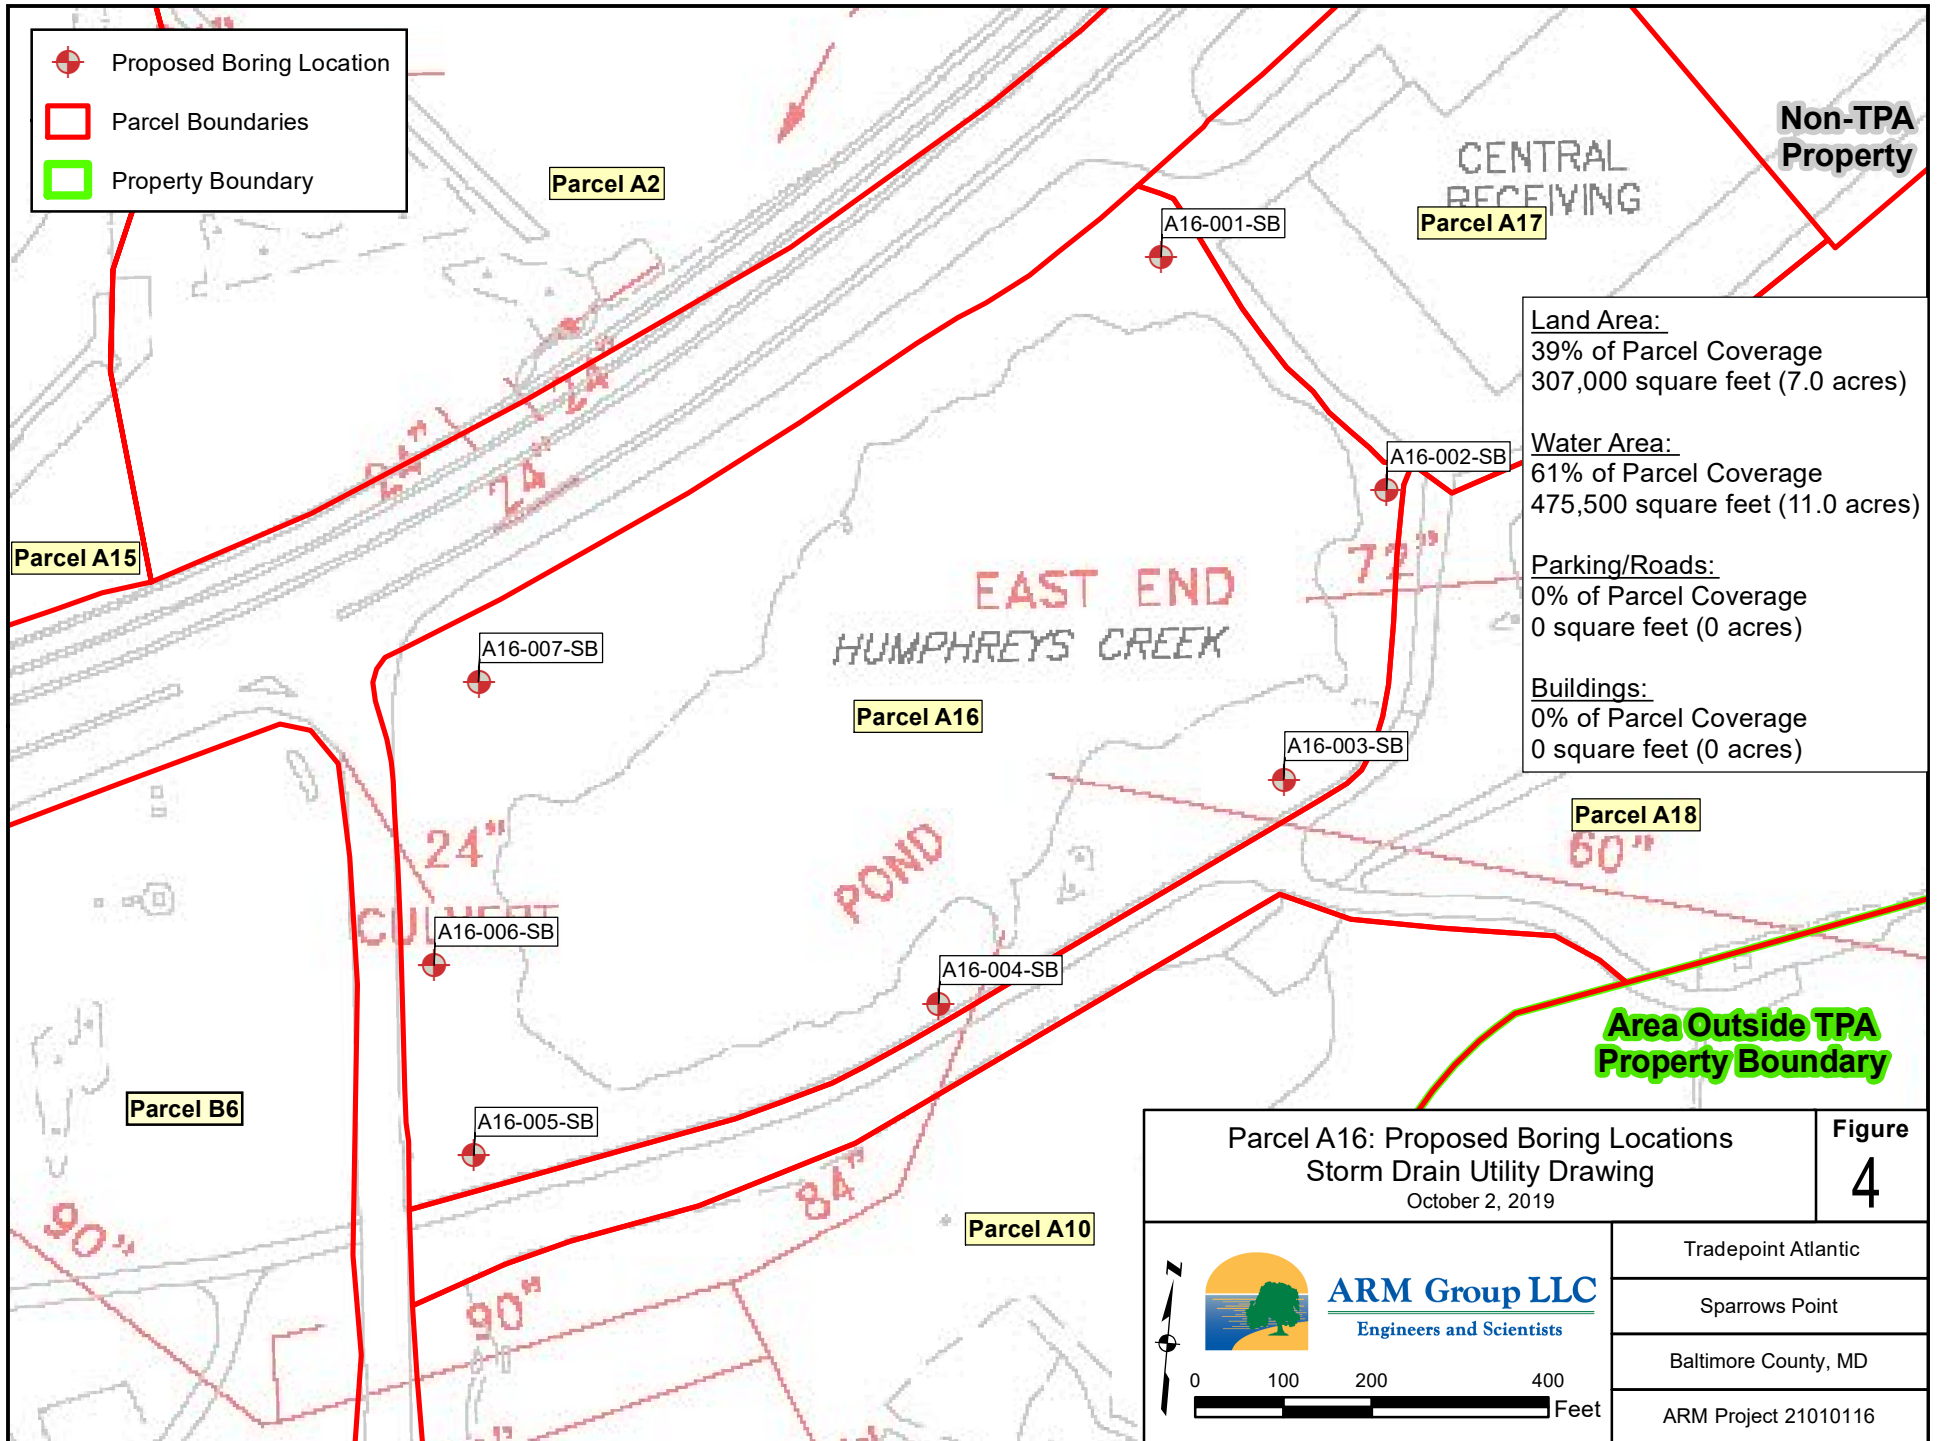 Proposed Boring Location
Parcel Boundaries
Property Boundary
Parcel A2
CENTRAL
RECEIVING
Non-TPA
Property
Parcel A17
A16-001-SB
Land Area:
39% of Parcel Coverage
307,000 square feet (7.0 acres)
Water Area:
61% of Parcel Coverage
475,500 square feet (11.0 acres)
Parking/Roads:
0% of Parcel Coverage
0 square feet (0 acres)
Buildings:
0% of Parcel Coverage
0 square feet (0 acres)
24"
24"
24"
A16-002-SB
Parcel A15
72"
EAST END
HUMPHREYS CREEK
A16-007-SB
Parcel A16
A16-003-SB
Parcel A18
60"
24"
POND
CULVERT
A16-006-SB
A16-004-SB
Area Outside TPA
Property Boundary
Parcel B6
A16-005-SB
84"
90"
Parcel A10
90"
Parcel A16: Proposed Boring Locations
Storm Drain Utility Drawing
October 2, 2019
Figure
4
N
ARM Group LLC
Engineers and Scientists
0 100 200 400
Feet
Tradepoint Atlantic
Sparrows Point
Baltimore County, MD
ARM Project 21010116